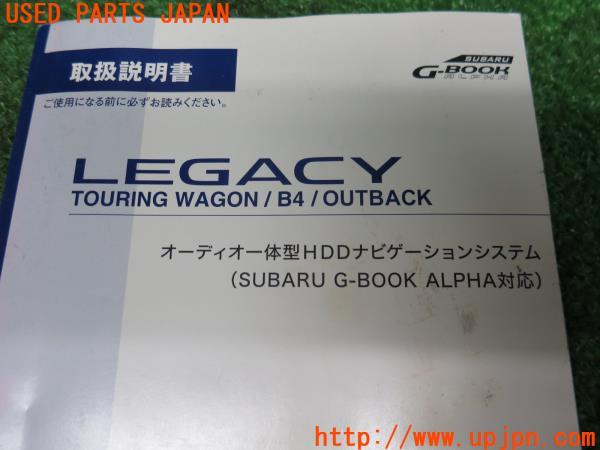 USED PARTS JAPAN
取扱説明書
SUBARU
G-BOOK
ALPHA
ご使用になる前に必ずお読みください。
LEGACY
TOURING WAGON / B4 / OUTBACK
オーディオ一体型HDDナビゲーションシステム
(SUBARU G-BOOK ALPHA対応)
http://www.upjpn.com